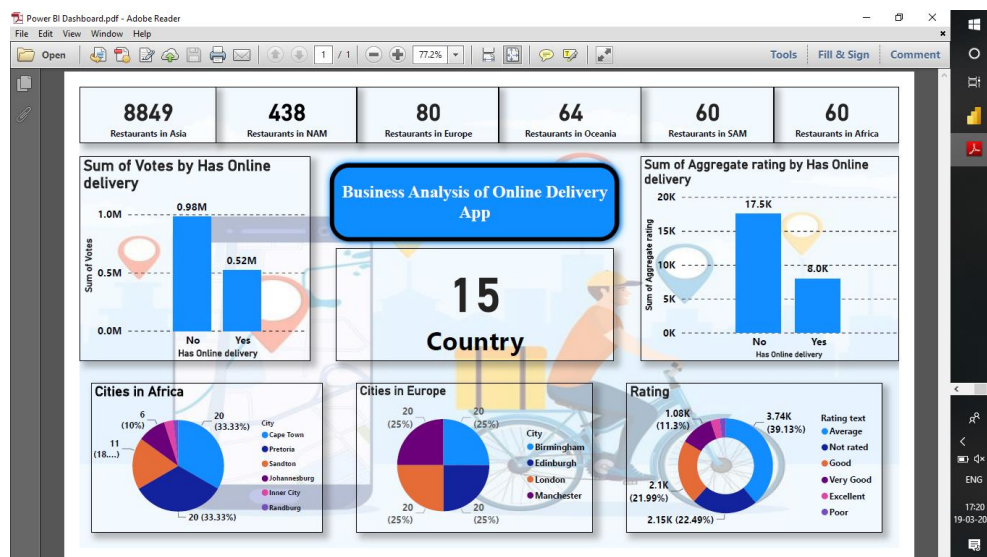 Power BI Dashboard.pdf - Adobe Reader
File Edit View Window Help
Open 1 / 1 77.2% Tools Fill & Sign Comment
8849 438 80 64 60 60
Restaurants in Asia Restaurants in NAM Restaurants in Europe Restaurants in Oceania Restaurants in SAM Restaurants in Africa
Sum of Votes by Has Online
delivery
1.0M
0.5M
0.0M
Sum of Votes
0.98M
0.52M
No Yes
Has Online delivery
Business Analysis of Online Delivery
App
15
Country
Sum of Aggregate rating by Has Online
delivery
20K
15K
10K
5K
0K
Sum of Aggregate rating
17.5K
8.0K
No Yes
Has Online delivery
Cities in Africa
6
(10%)
20
(33.33%)
11
(18....)
20 (33.33%)
City
Cape Town
Pretoria
Sandton
Johannesburg
Inner City
Randburg
Cities in Europe
20
(25%)
20
(25%)
20
(25%)
20
(25%)
City
Birmingham
Edinburgh
London
Manchester
Rating
1.08K
(11.3%)
3.74K
(39.13%)
2.1K
(21.99%)
2.15K (22.49%)
Rating text
Average
Not rated
Good
Very Good
Excellent
Poor
ENG
17:20
19-03-20